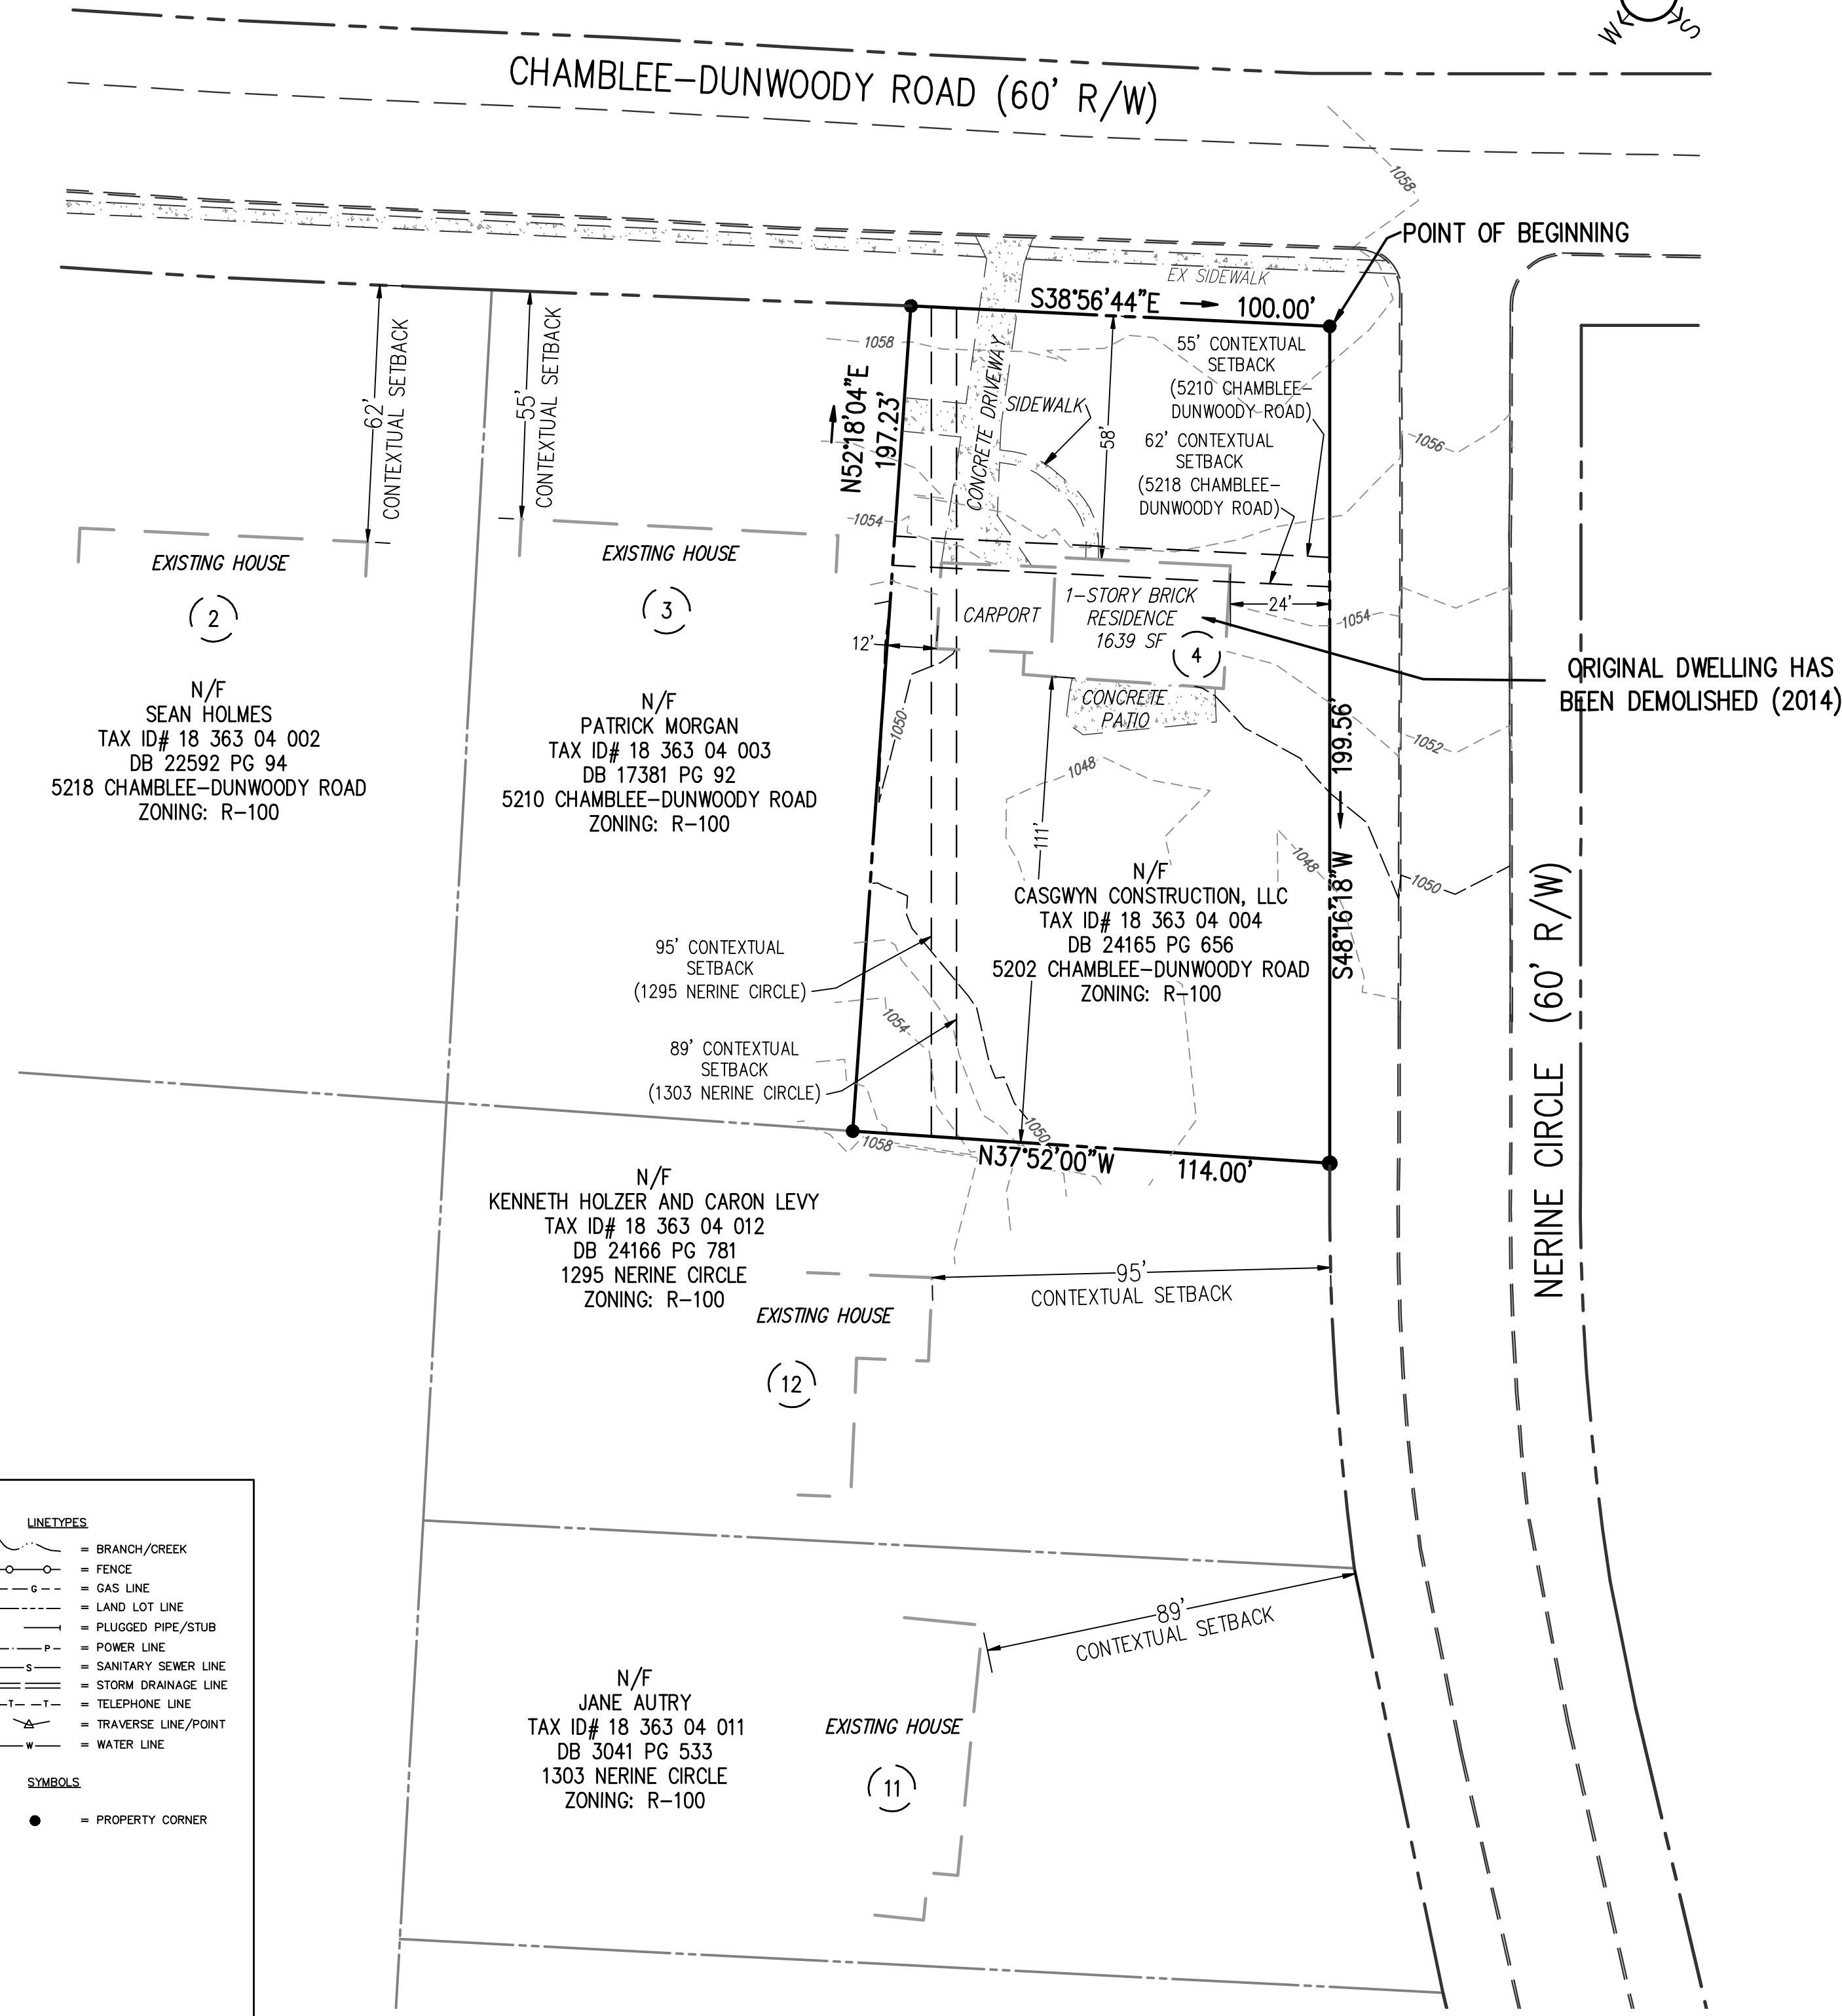 W
S
CHAMBLEE-DUNWOODY ROAD (60' R/W)
1058
POINT OF BEGINNING
EX SIDEWALK
S38°56'44"E
100.00'
62'
CONTEXTUAL SETBACK
55'
CONTEXTUAL SETBACK
N52°18'04"E
197.23'
1058
CONCRETE DRIVEWAY
SIDEWALK
58'
55' CONTEXTUAL
SETBACK
(5210 CHAMBLEE-
DUNWOODY ROAD)
62' CONTEXTUAL
SETBACK
(5218 CHAMBLEE-
DUNWOODY ROAD)
1056
1054
EXISTING HOUSE
2
EXISTING HOUSE
3
CARPORT
1-STORY BRICK
RESIDENCE
1639 SF
4
24'
1054
12'
ORIGINAL DWELLING HAS
BEEN DEMOLISHED (2014)
N/F
SEAN HOLMES
TAX ID# 18 363 04 002
DB 22592 PG 94
5218 CHAMBLEE-DUNWOODY ROAD
ZONING: R-100
N/F
PATRICK MORGAN
TAX ID# 18 363 04 003
DB 17381 PG 92
5210 CHAMBLEE-DUNWOODY ROAD
ZONING: R-100
1050
CONCRETE
PATIO
1048
111'
199.56'
S48°16'18"W
1052
1048
1050
N/F
CASGWYN CONSTRUCTION, LLC
TAX ID# 18 363 04 004
DB 24165 PG 656
5202 CHAMBLEE-DUNWOODY ROAD
ZONING: R-100
95' CONTEXTUAL
SETBACK
(1295 NERINE CIRCLE)
1054
89' CONTEXTUAL
SETBACK
(1303 NERINE CIRCLE)
1050
1058
N37°52'00"W
114.00'
NERINE CIRCLE (60' R/W)
N/F
KENNETH HOLZER AND CARON LEVY
TAX ID# 18 363 04 012
DB 24166 PG 781
1295 NERINE CIRCLE
ZONING: R-100
EXISTING HOUSE
12
95'
CONTEXTUAL SETBACK
89'
CONTEXTUAL SETBACK
N/F
JANE AUTRY
TAX ID# 18 363 04 011
DB 3041 PG 533
1303 NERINE CIRCLE
ZONING: R-100
EXISTING HOUSE
11
LINETYPES
= BRANCH/CREEK
= FENCE
G = GAS LINE
= LAND LOT LINE
= PLUGGED PIPE/STUB
P = POWER LINE
S = SANITARY SEWER LINE
= STORM DRAINAGE LINE
T T = TELEPHONE LINE
= TRAVERSE LINE/POINT
W = WATER LINE
SYMBOLS
= PROPERTY CORNER